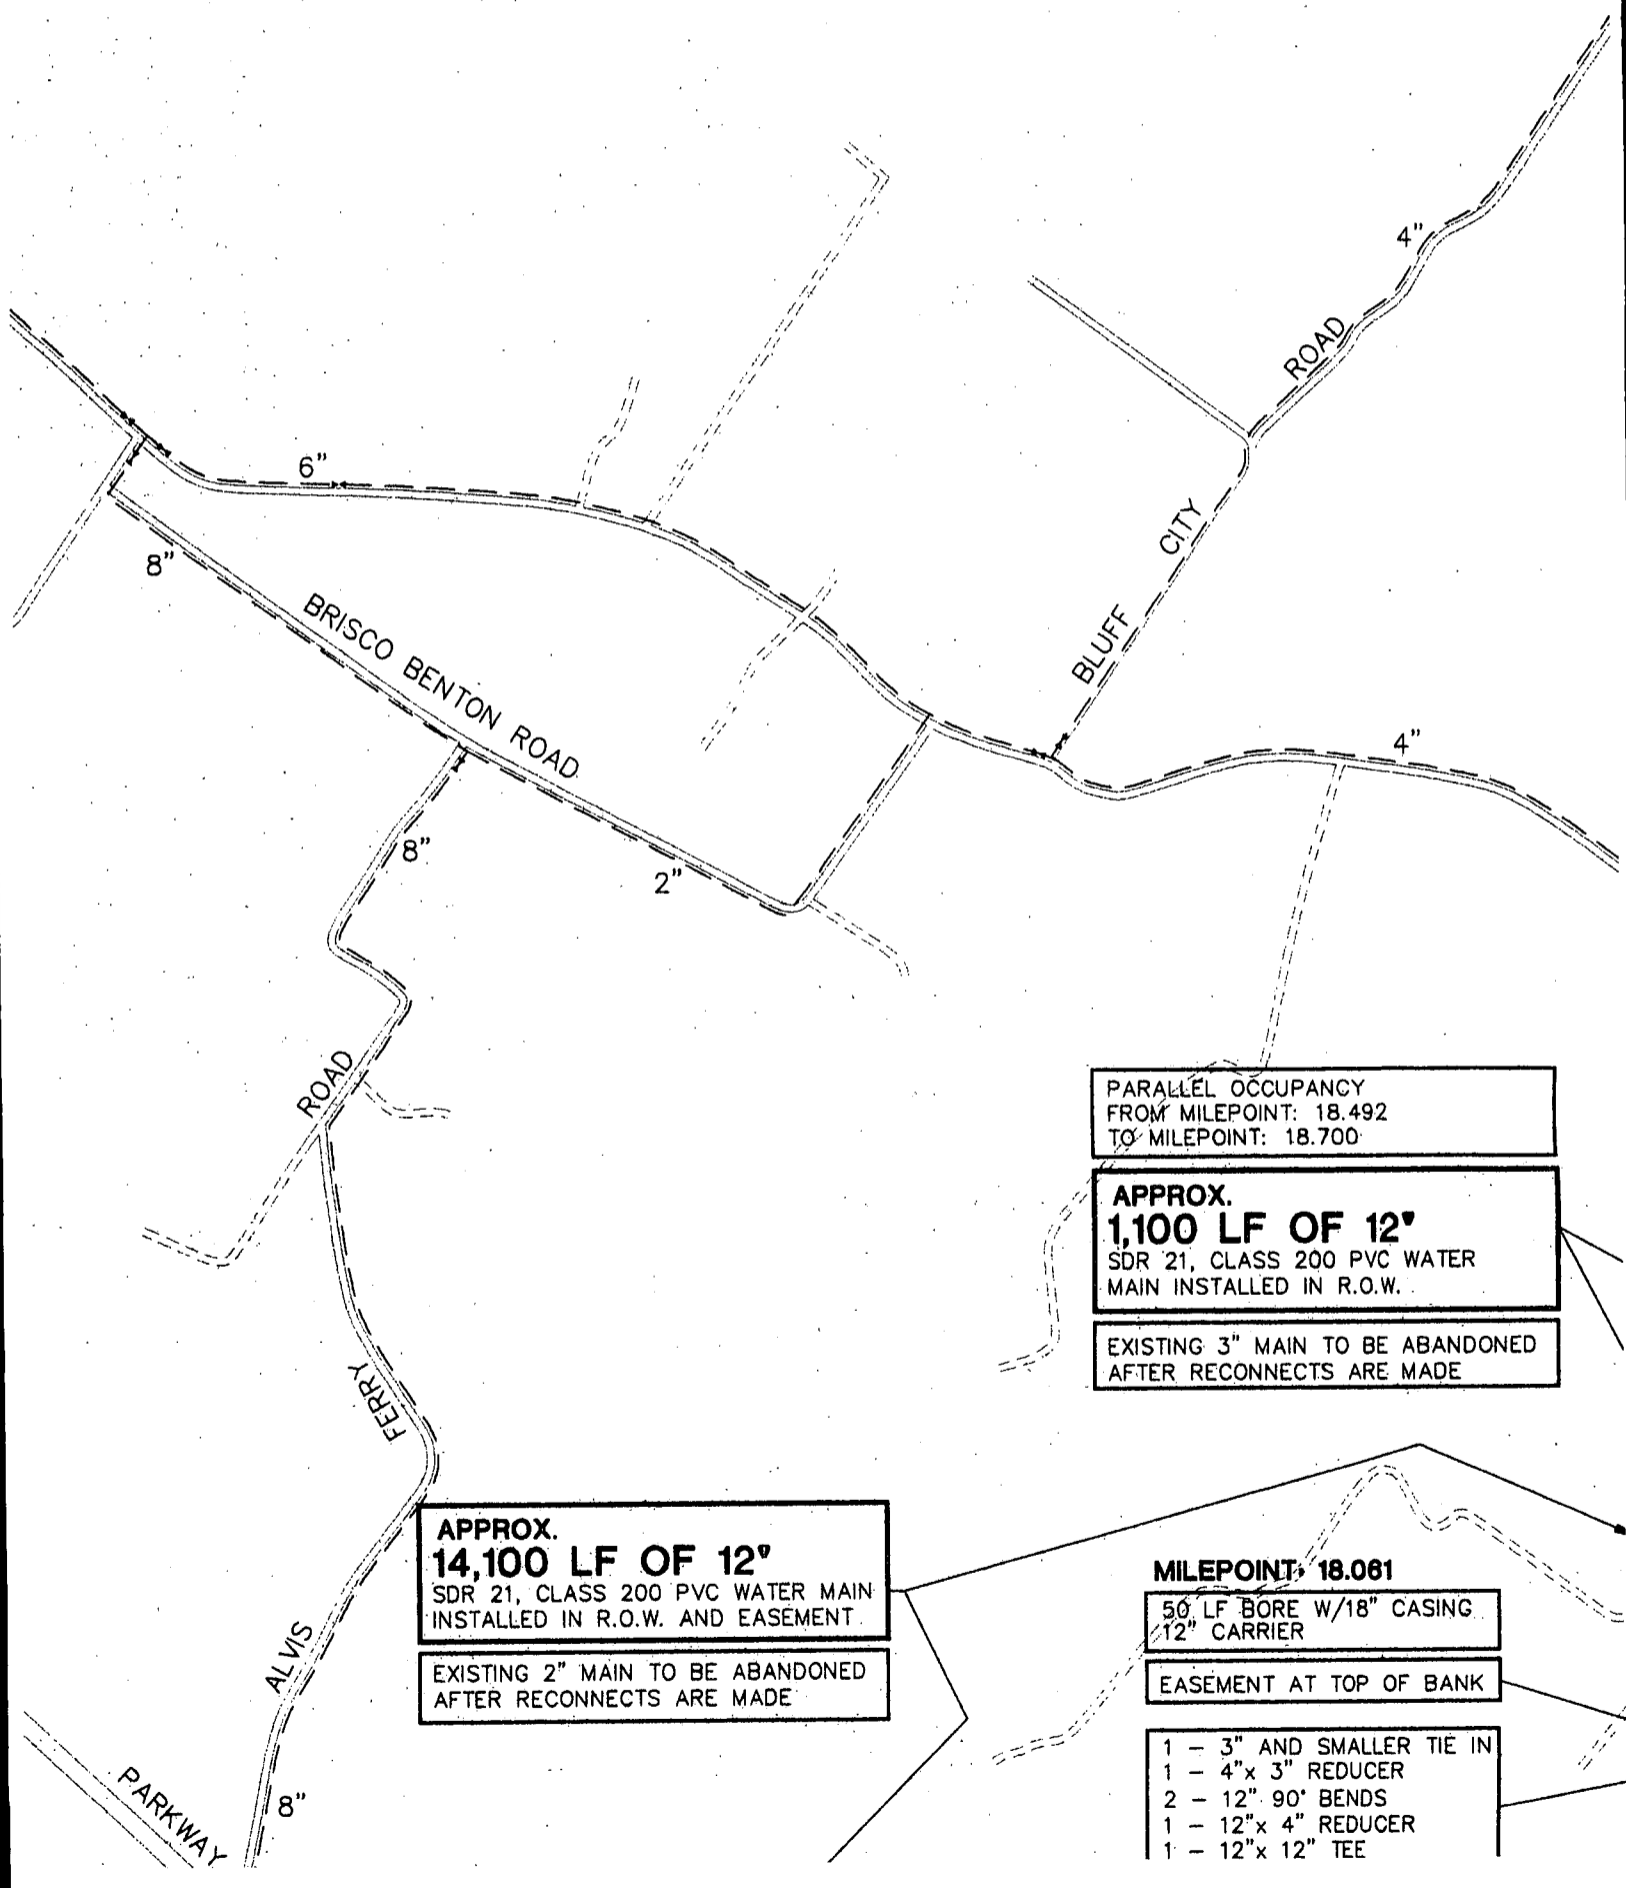 4"
ROAD
CITY
BLUFF
6"
8"
BRISCO BENTON ROAD
4"
8"
2"
ROAD
FERRY
ALVIS
8"
PARKWAY
PARALLEL OCCUPANCY
FROM MILEPOINT: 18.492
TO MILEPOINT: 18.700
APPROX.
1,100 LF OF 12"
SDR 21, CLASS 200 PVC WATER
MAIN INSTALLED IN R.O.W.
EXISTING 3" MAIN TO BE ABANDONED
AFTER RECONNECTS ARE MADE
APPROX.
14,100 LF OF 12"
SDR 21, CLASS 200 PVC WATER MAIN
INSTALLED IN R.O.W. AND EASEMENT
EXISTING 2" MAIN TO BE ABANDONED
AFTER RECONNECTS ARE MADE
MILEPOINT: 18.061
50 LF BORE W/18" CASING
12" CARRIER
EASEMENT AT TOP OF BANK
1 - 3" AND SMALLER TIE IN
1 - 4"x 3" REDUCER
2 - 12" 90° BENDS
1 - 12"x 4" REDUCER
1 - 12"x 12" TEE